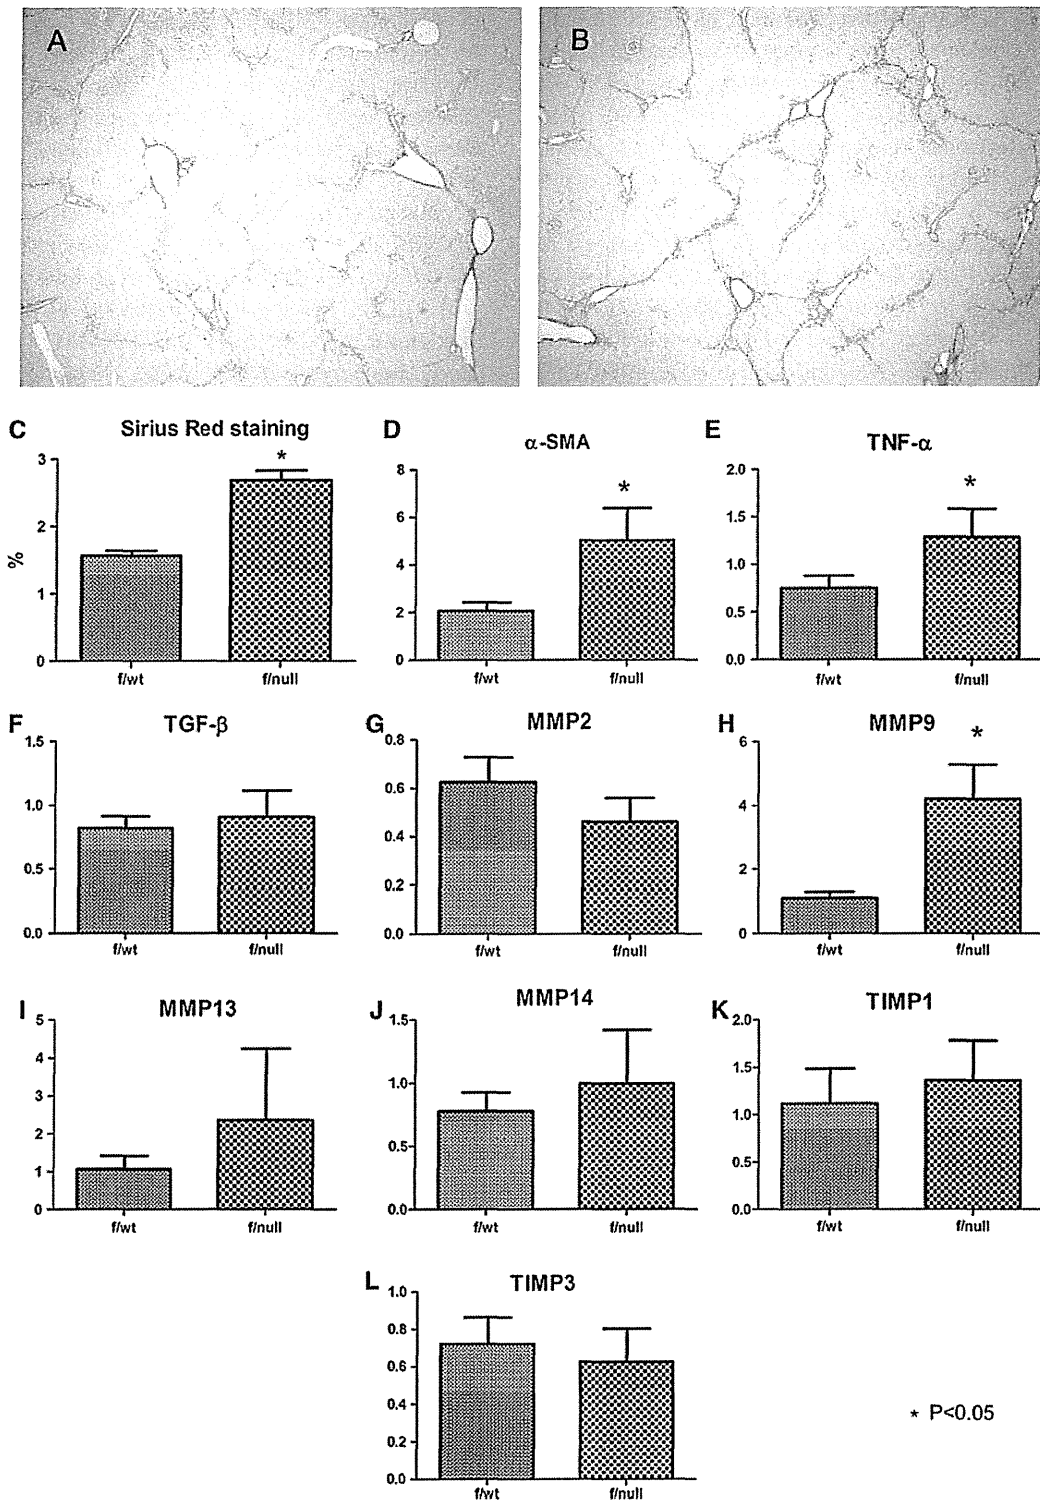 A
B
C
Sirius Red staining
3
2
1
0
%
*
f/wt
f/null
D
α-SMA
8
6
4
2
0
*
f/wt
f/null
E
TNF-α
2.0
1.5
1.0
0.5
0.0
*
f/wt
f/null
F
TGF-β
1.5
1.0
0.5
0.0
f/wt
f/null
G
MMP2
0.8
0.6
0.4
0.2
0.0
f/wt
f/null
H
MMP9
6
4
2
0
*
f/wt
f/null
I
MMP13
5
4
3
2
1
0
f/wt
f/null
J
MMP14
1.5
1.0
0.5
0.0
f/wt
f/null
K
TIMP1
2.0
1.5
1.0
0.5
0.0
f/wt
f/null
L
TIMP3
1.0
0.8
0.6
0.4
0.2
0.0
f/wt
f/null
* P<0.05